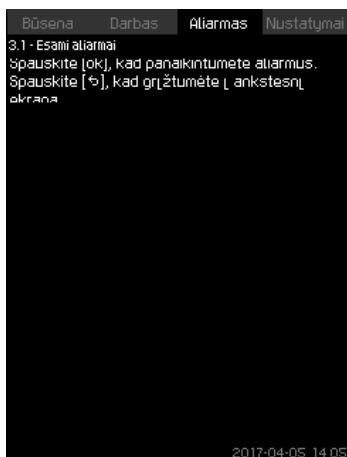 Būsena Darbas Aliarmas Nustatymai
3.1 - Esami aliarmai
Spauskite [ok], kad panaikintumėte aliarmus.
Spauskite [↰], kad grįžtumėte į ankstesnį
ekraną
2017-04-05 14:05